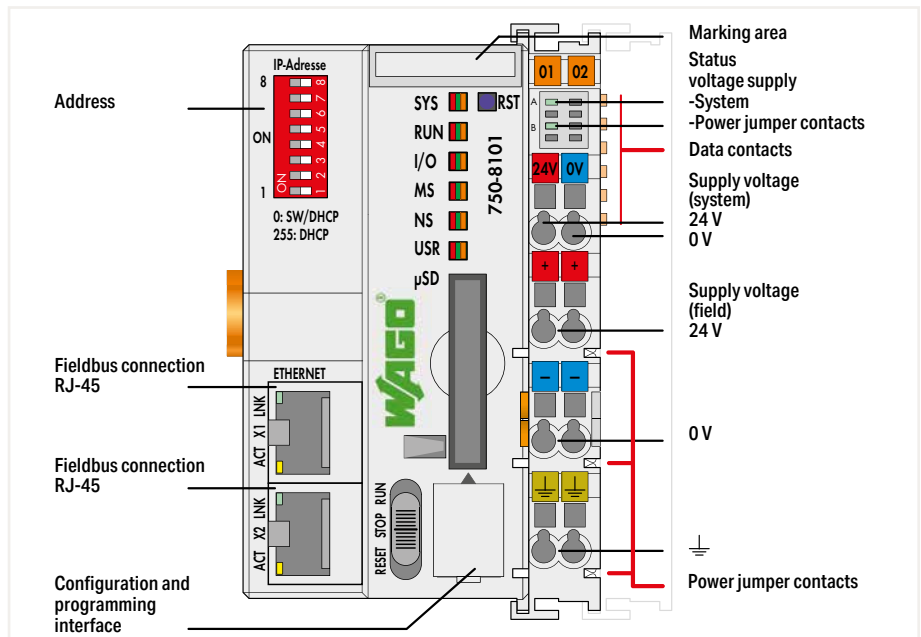 Address
Fieldbus connection
RJ-45
Fieldbus connection
RJ-45
Configuration and
programming
interface
IP-Adresse
8
ON
1
8
7
6
5
4
3
2
1
ON
0: SW/DHCP
255: DHCP
ETHERNET
ACT X1 LNK
ACT X2 LNK
SYS
RST
RUN
I/O
MS
NS
USR
µSD
750-8101
WAGO
®
RESET STOP RUN
01 02
A
B
24V 0V
+ +
− −
Marking area
Status
voltage supply
-System
-Power jumper contacts
Data contacts
Supply voltage
(system)
24 V
0 V
Supply voltage
(field)
24 V
0 V
Power jumper contacts